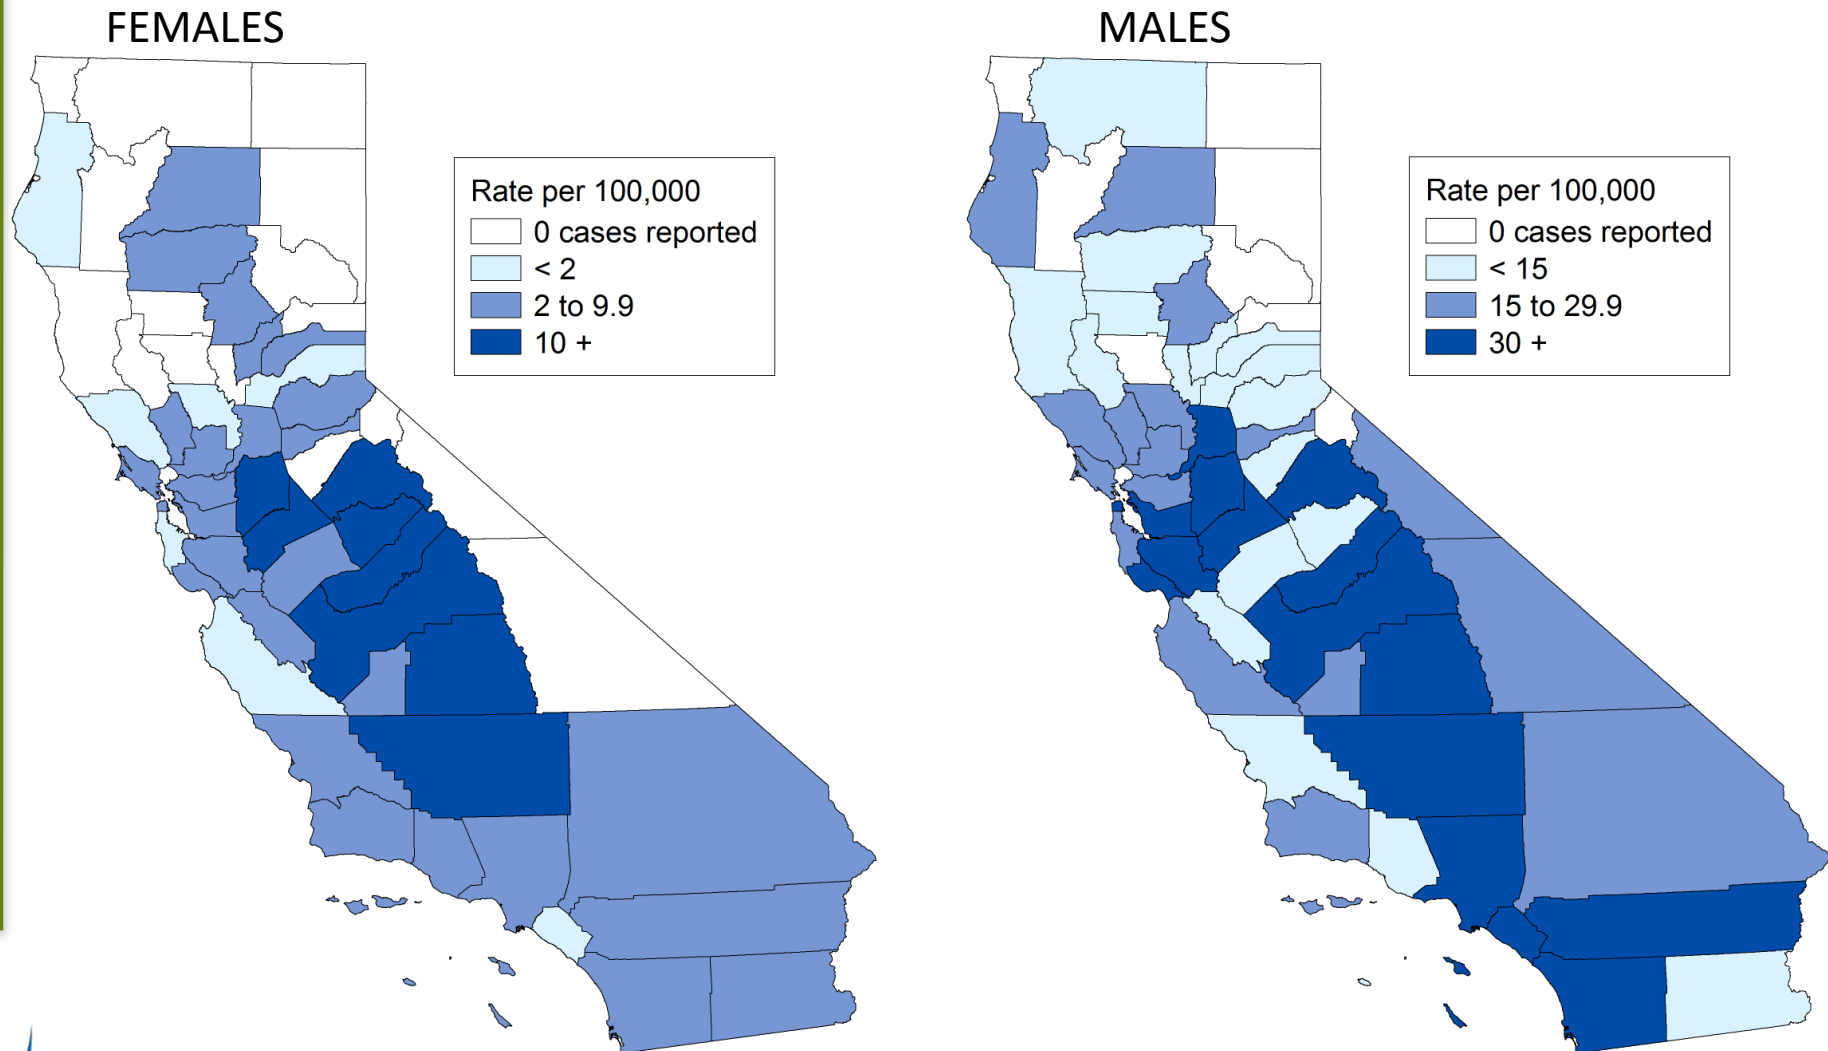 FEMALES
Rate per 100,000
0 cases reported
< 2
2 to 9.9
10 +
MALES
Rate per 100,000
0 cases reported
< 15
15 to 29.9
30 +